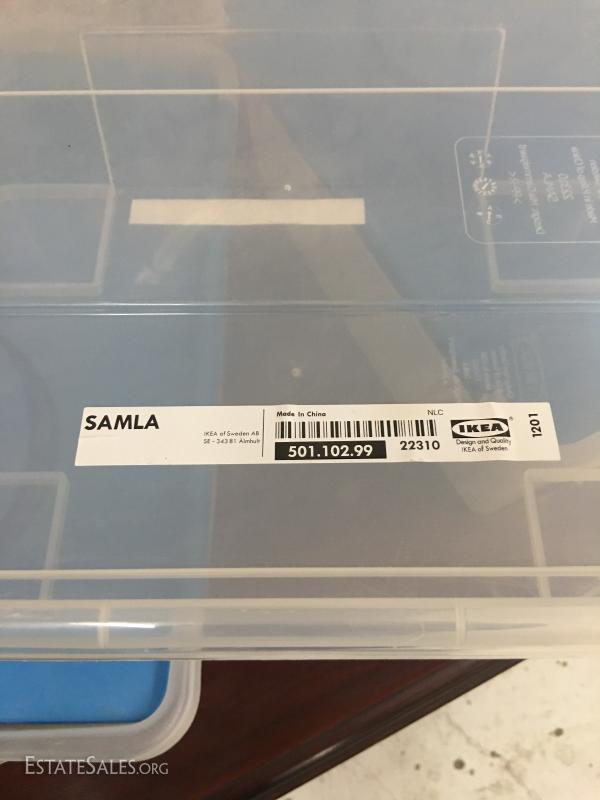 SAMLA
IKEA of Sweden AB
SE - 343 81 Älmhult
Made in China
NLC
501.102.99
22310
IKEA®
Design and Quality
IKEA of Sweden
1201
ESTATESALES.ORG